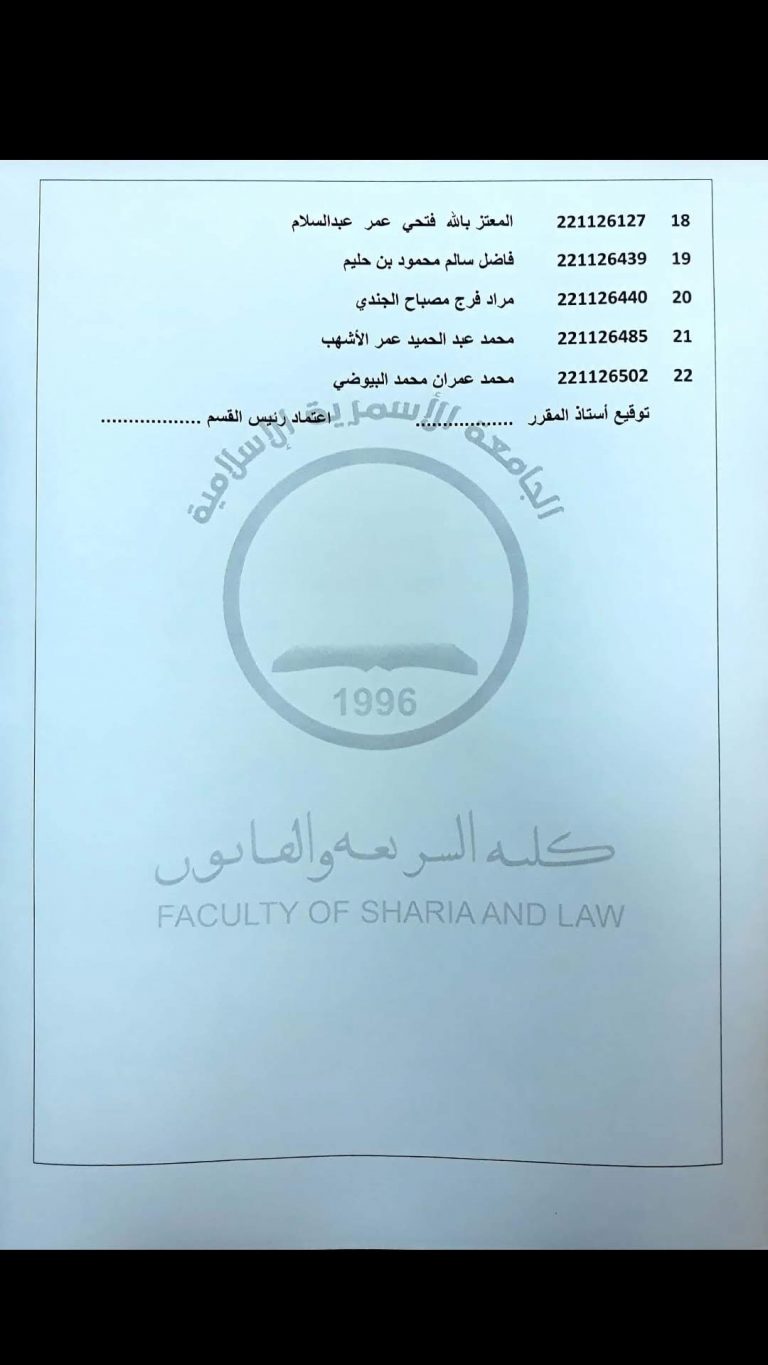 18 221126127 المعتز بالله فتحي عمر عبدالسلام
19 221126439 فاضل سالم محمود بن حليم
20 221126440 مراد فرج مصباح الجندي
21 221126485 محمد عبد الحميد عمر الأشهب
22 221126502 محمد عمران محمد البيوضي
توقيع أستاذ المقرر .................. اعتماد رئيس القسم ..................
الجامعة الأسمرية الإسلامية
1996
كلية الشريعة والقانون
FACULTY OF SHARIA AND LAW